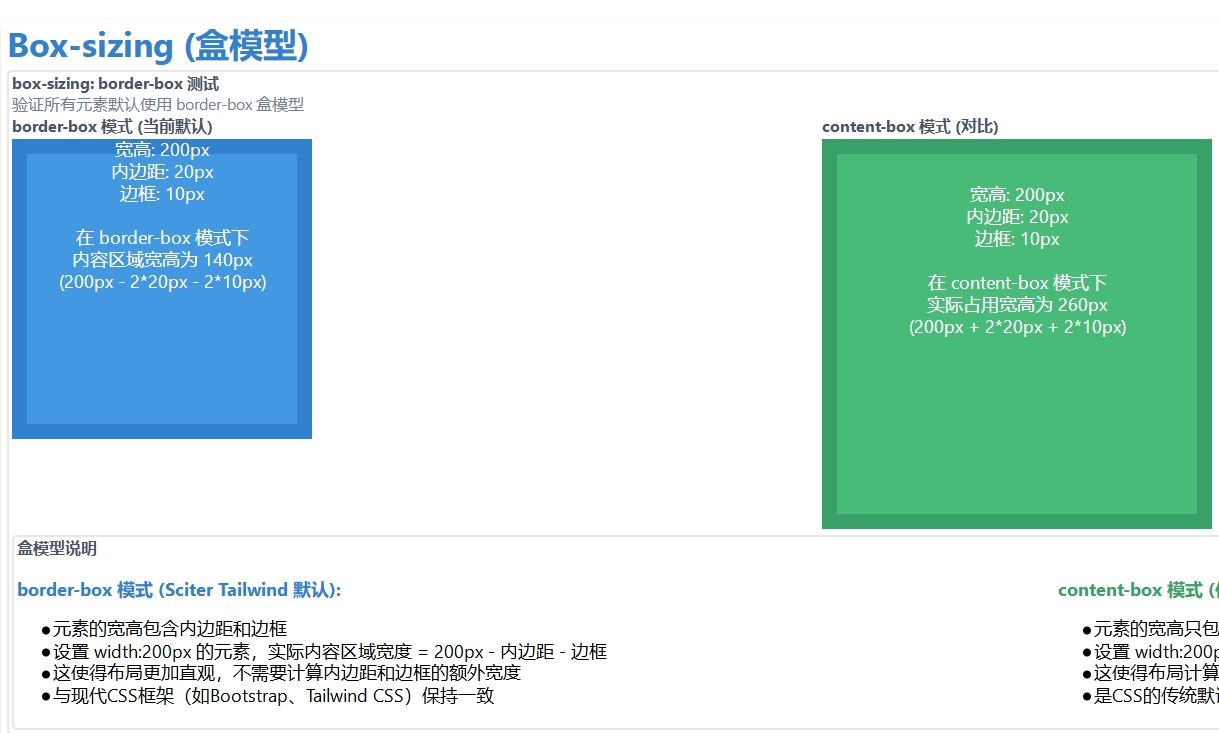 Box-sizing (盒模型)
box-sizing: border-box 测试
验证所有元素默认使用 border-box 盒模型
border-box 模式 (当前默认)
宽高: 200px
内边距: 20px
边框: 10px
在 border-box 模式下
内容区域宽高为 140px
(200px - 2*20px - 2*10px)
content-box 模式 (对比)
宽高: 200px
内边距: 20px
边框: 10px
在 content-box 模式下
实际占用宽高为 260px
(200px + 2*20px + 2*10px)
盒模型说明
border-box 模式 (Sciter Tailwind 默认):
●元素的宽高包含内边距和边框
●设置 width:200px 的元素，实际内容区域宽度 = 200px - 内边距 - 边框
●这使得布局更加直观，不需要计算内边距和边框的额外宽度
●与现代CSS框架（如Bootstrap、Tailwind CSS）保持一致
content-box 模式 (
●元素的宽高只包
●设置 width:200p
●这使得布局计算
●是CSS的传统默